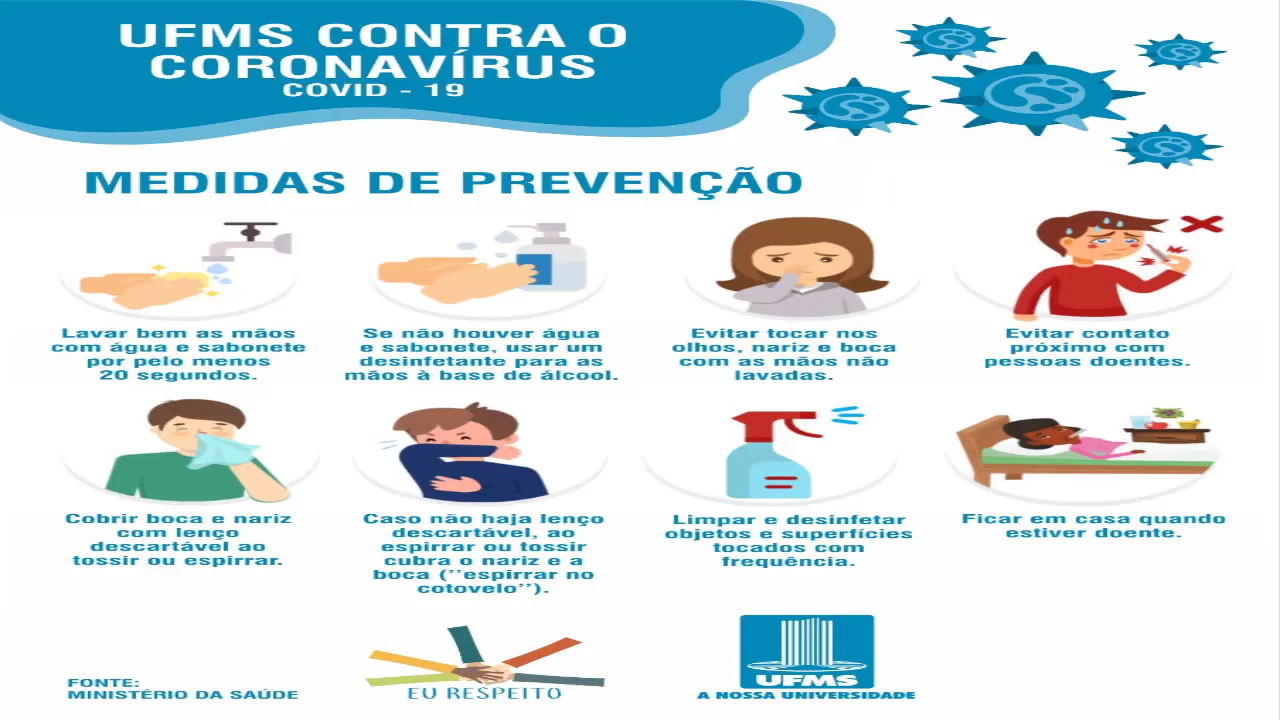 UFMS CONTRA O
CORONAVÍRUS
COVID - 19
MEDIDAS DE PREVENÇÃO
Lavar bem as mãos
com água e sabonete
por pelo menos
20 segundos.
Se não houver água
e sabonete, usar um
desinfetante para as
mãos à base de álcool.
Evitar tocar nos
olhos, nariz e boca
com as mãos não
lavadas.
Evitar contato
próximo com
pessoas doentes.
Cobrir boca e nariz
com lenço
descartável ao
tossir ou espirrar.
Caso não haja lenço
descartável, ao
espirrar ou tossir
cubra o nariz e a
boca (’’espirrar no
cotovelo’’).
Limpar e desinfetar
objetos e superfícies
tocados com
frequência.
Ficar em casa quando
estiver doente.
FONTE:
MINISTÉRIO DA SAÚDE
EU RESPEITO
UFMS
A NOSSA UNIVERSIDADE